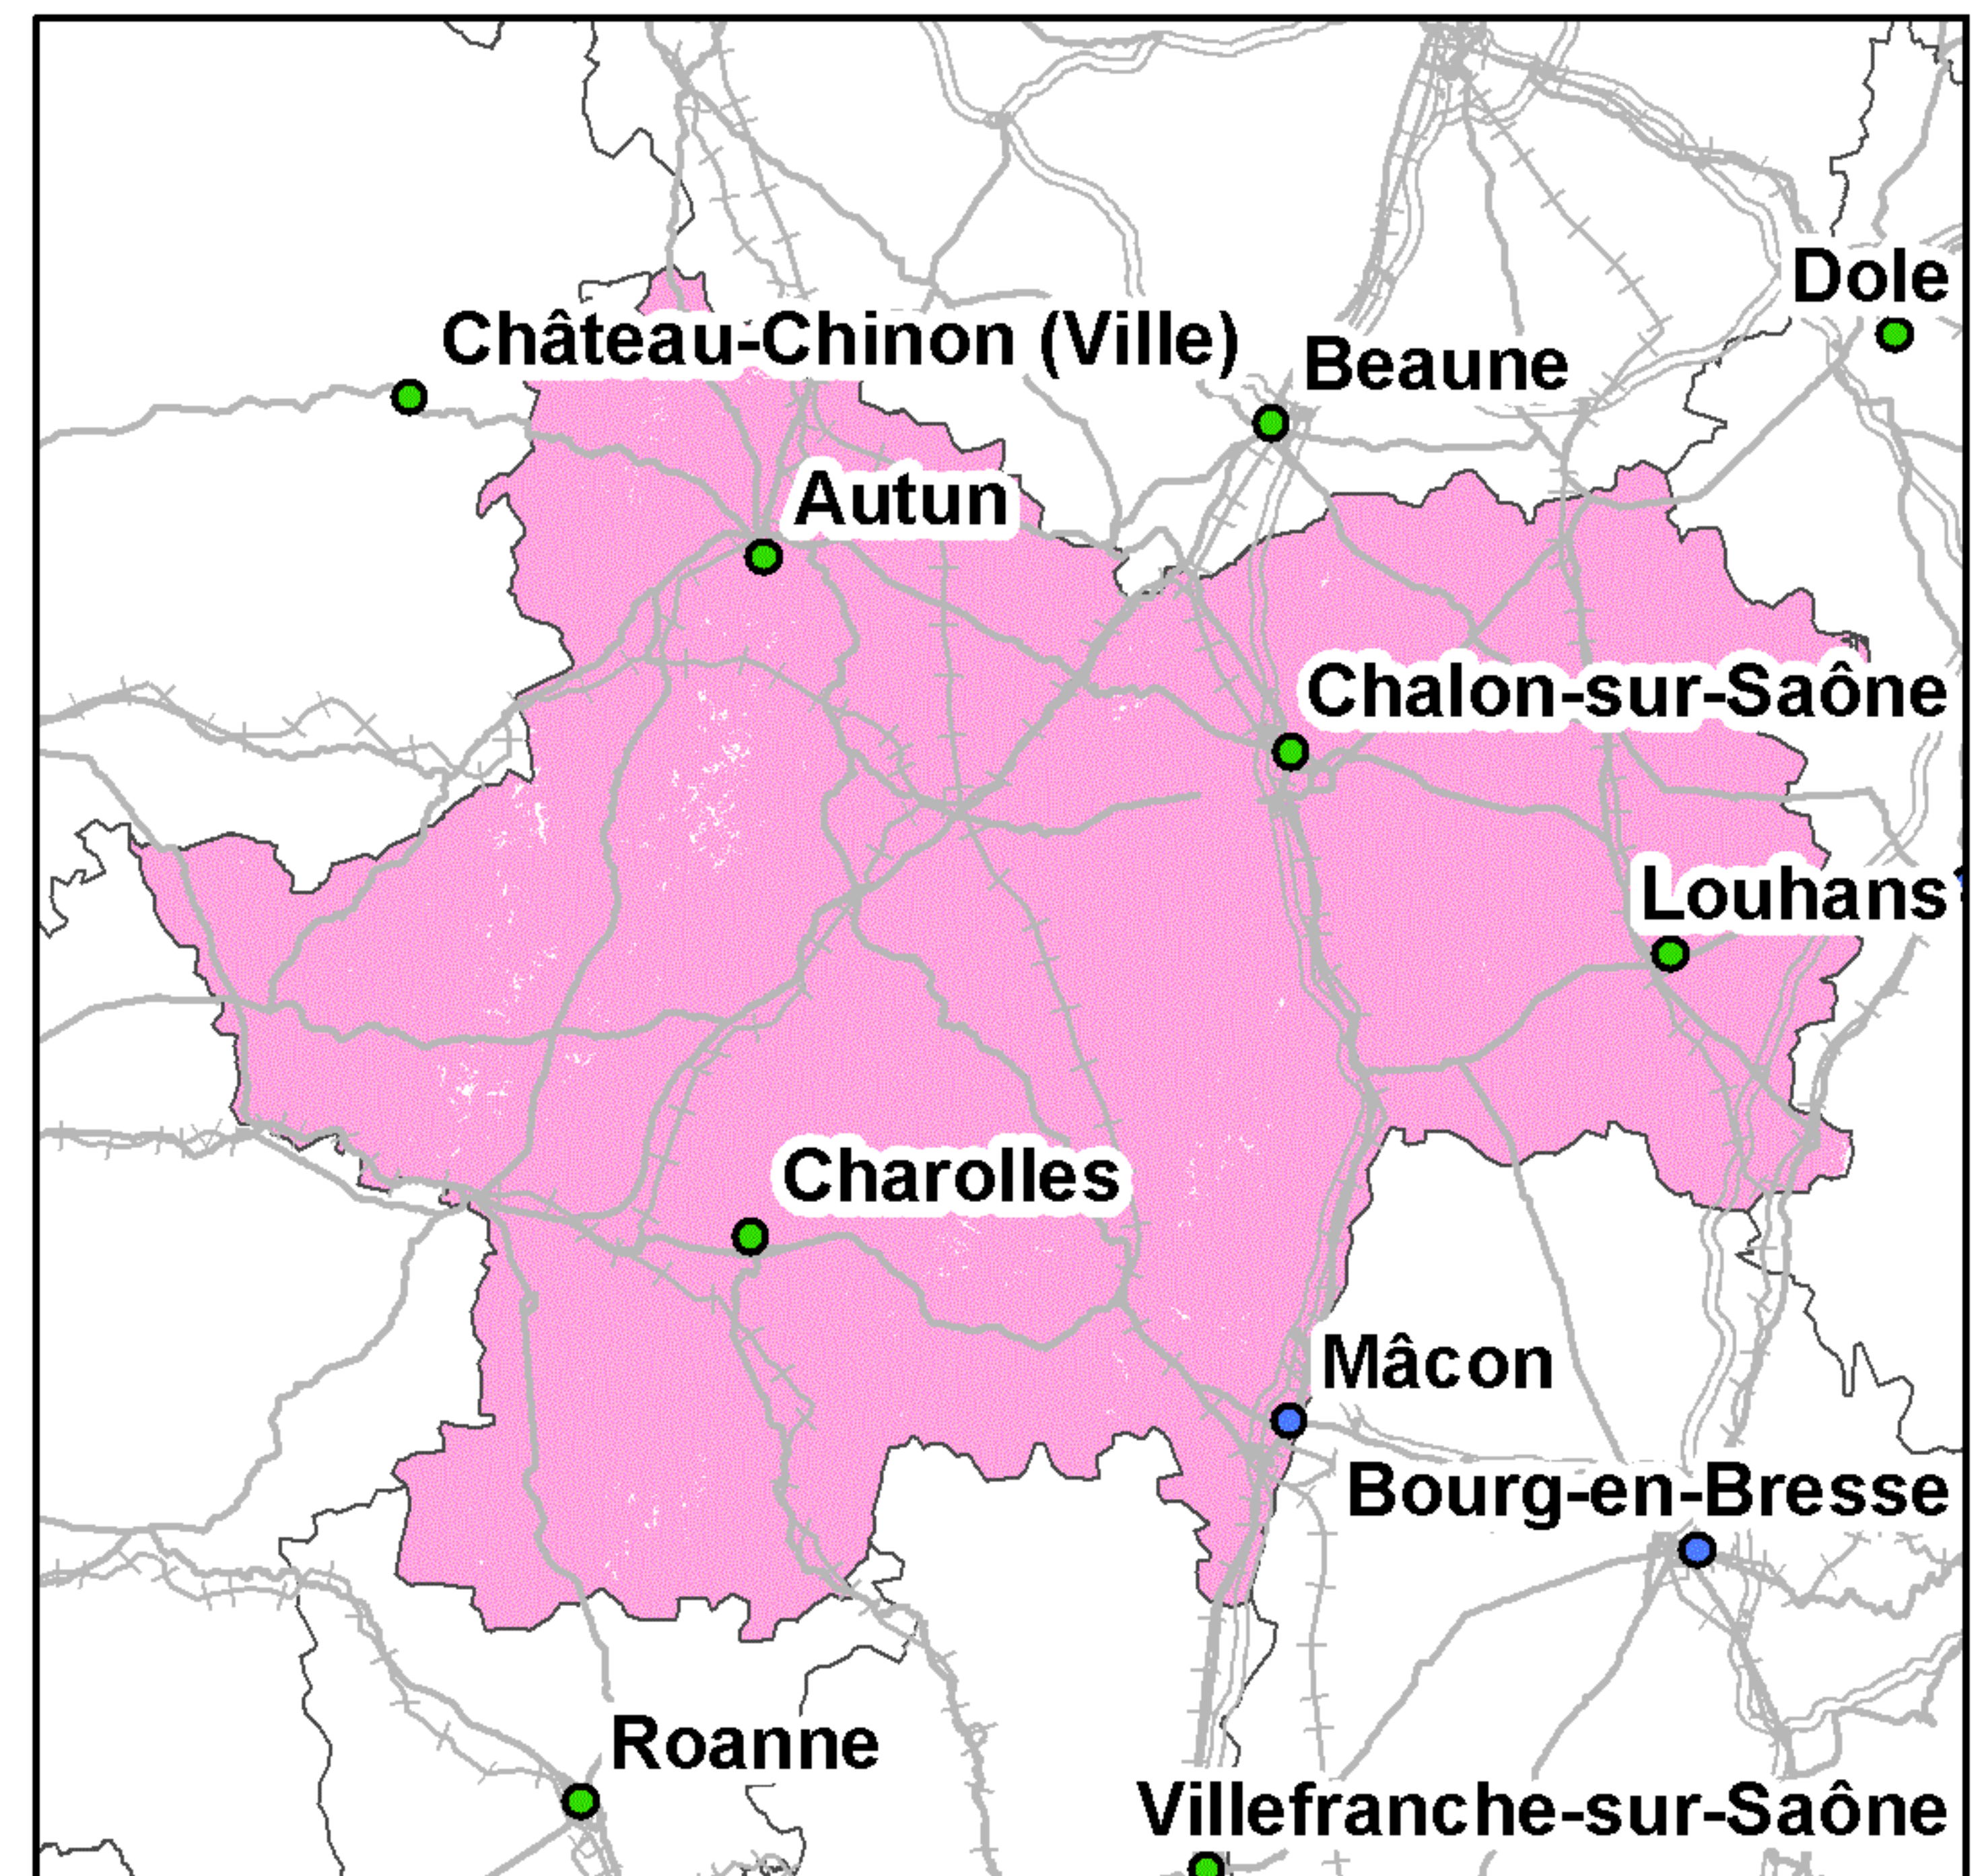 Dole
Château-Chinon (Ville)
Beaune
Autun
Chalon-sur-Saône
Louhans
Charolles
Mâcon
Bourg-en-Bresse
Roanne
Villefranche-sur-Saône